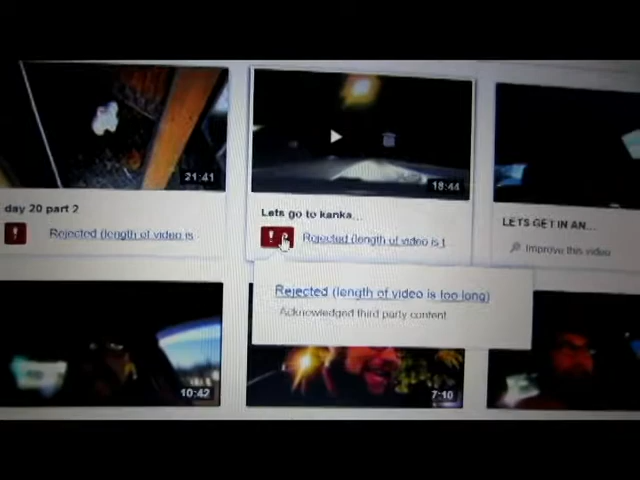 21:41
18:44
day 20 part 2
Lets go to kanka...
LETS GET IN AN...
Rejected (length of video is
Rejected (length of video is t
Improve this video
Rejected (length of video is too long)
Acknowledged third party content
10:42
7:10